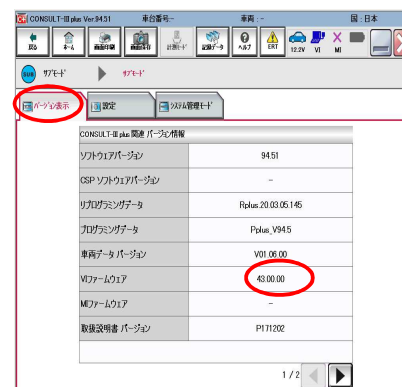 CONSULT-III plus Ver.94.51 車台番号:- 車両 : - 国 : 日本
戻る ホーム 画面印刷 画面保存 計測モード 記録データ ヘルプ ERT 12.2V VI MI
SUB サブモード サブモード
バージョン表示 設定 システム管理モード
CONSULT-III plus 関連 バージョン情報
ソフトウェアバージョン 94.51
CSP ソフトウェアバージョン -
リプログラミングデータ Rplus.20.03.05.145
プログラミングデータ Pplus_V94.5
車両データ バージョン V01.06.00
VIファームウェア 43.00.00
MIファームウェア -
取扱説明書 バージョン P171202
1 / 2